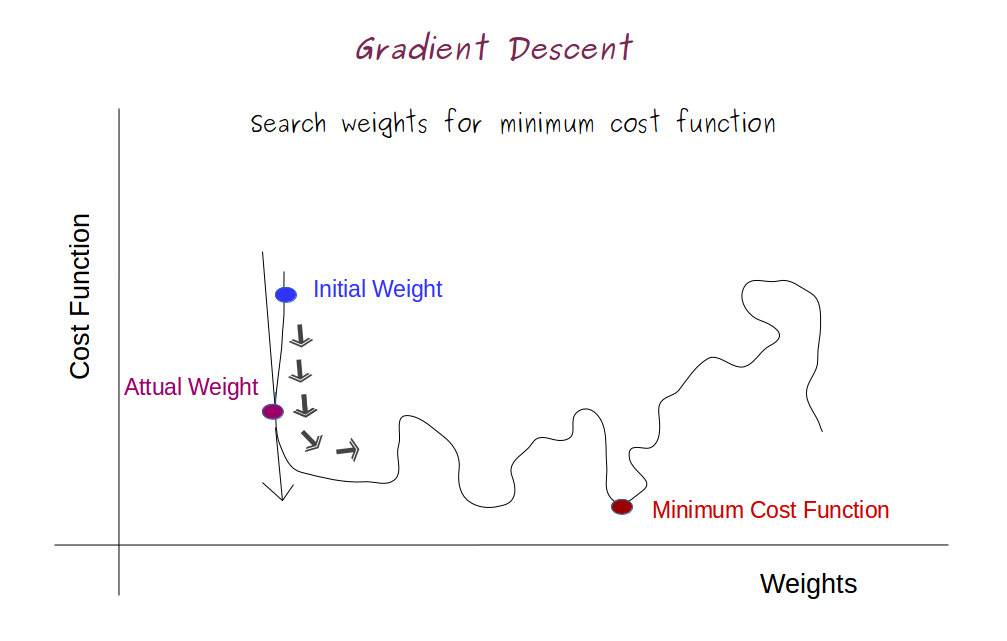 Gradient Descent
Search weights for minimum cost function
Cost Function
Initial Weight
Attual Weight
Minimum Cost Function
Weights